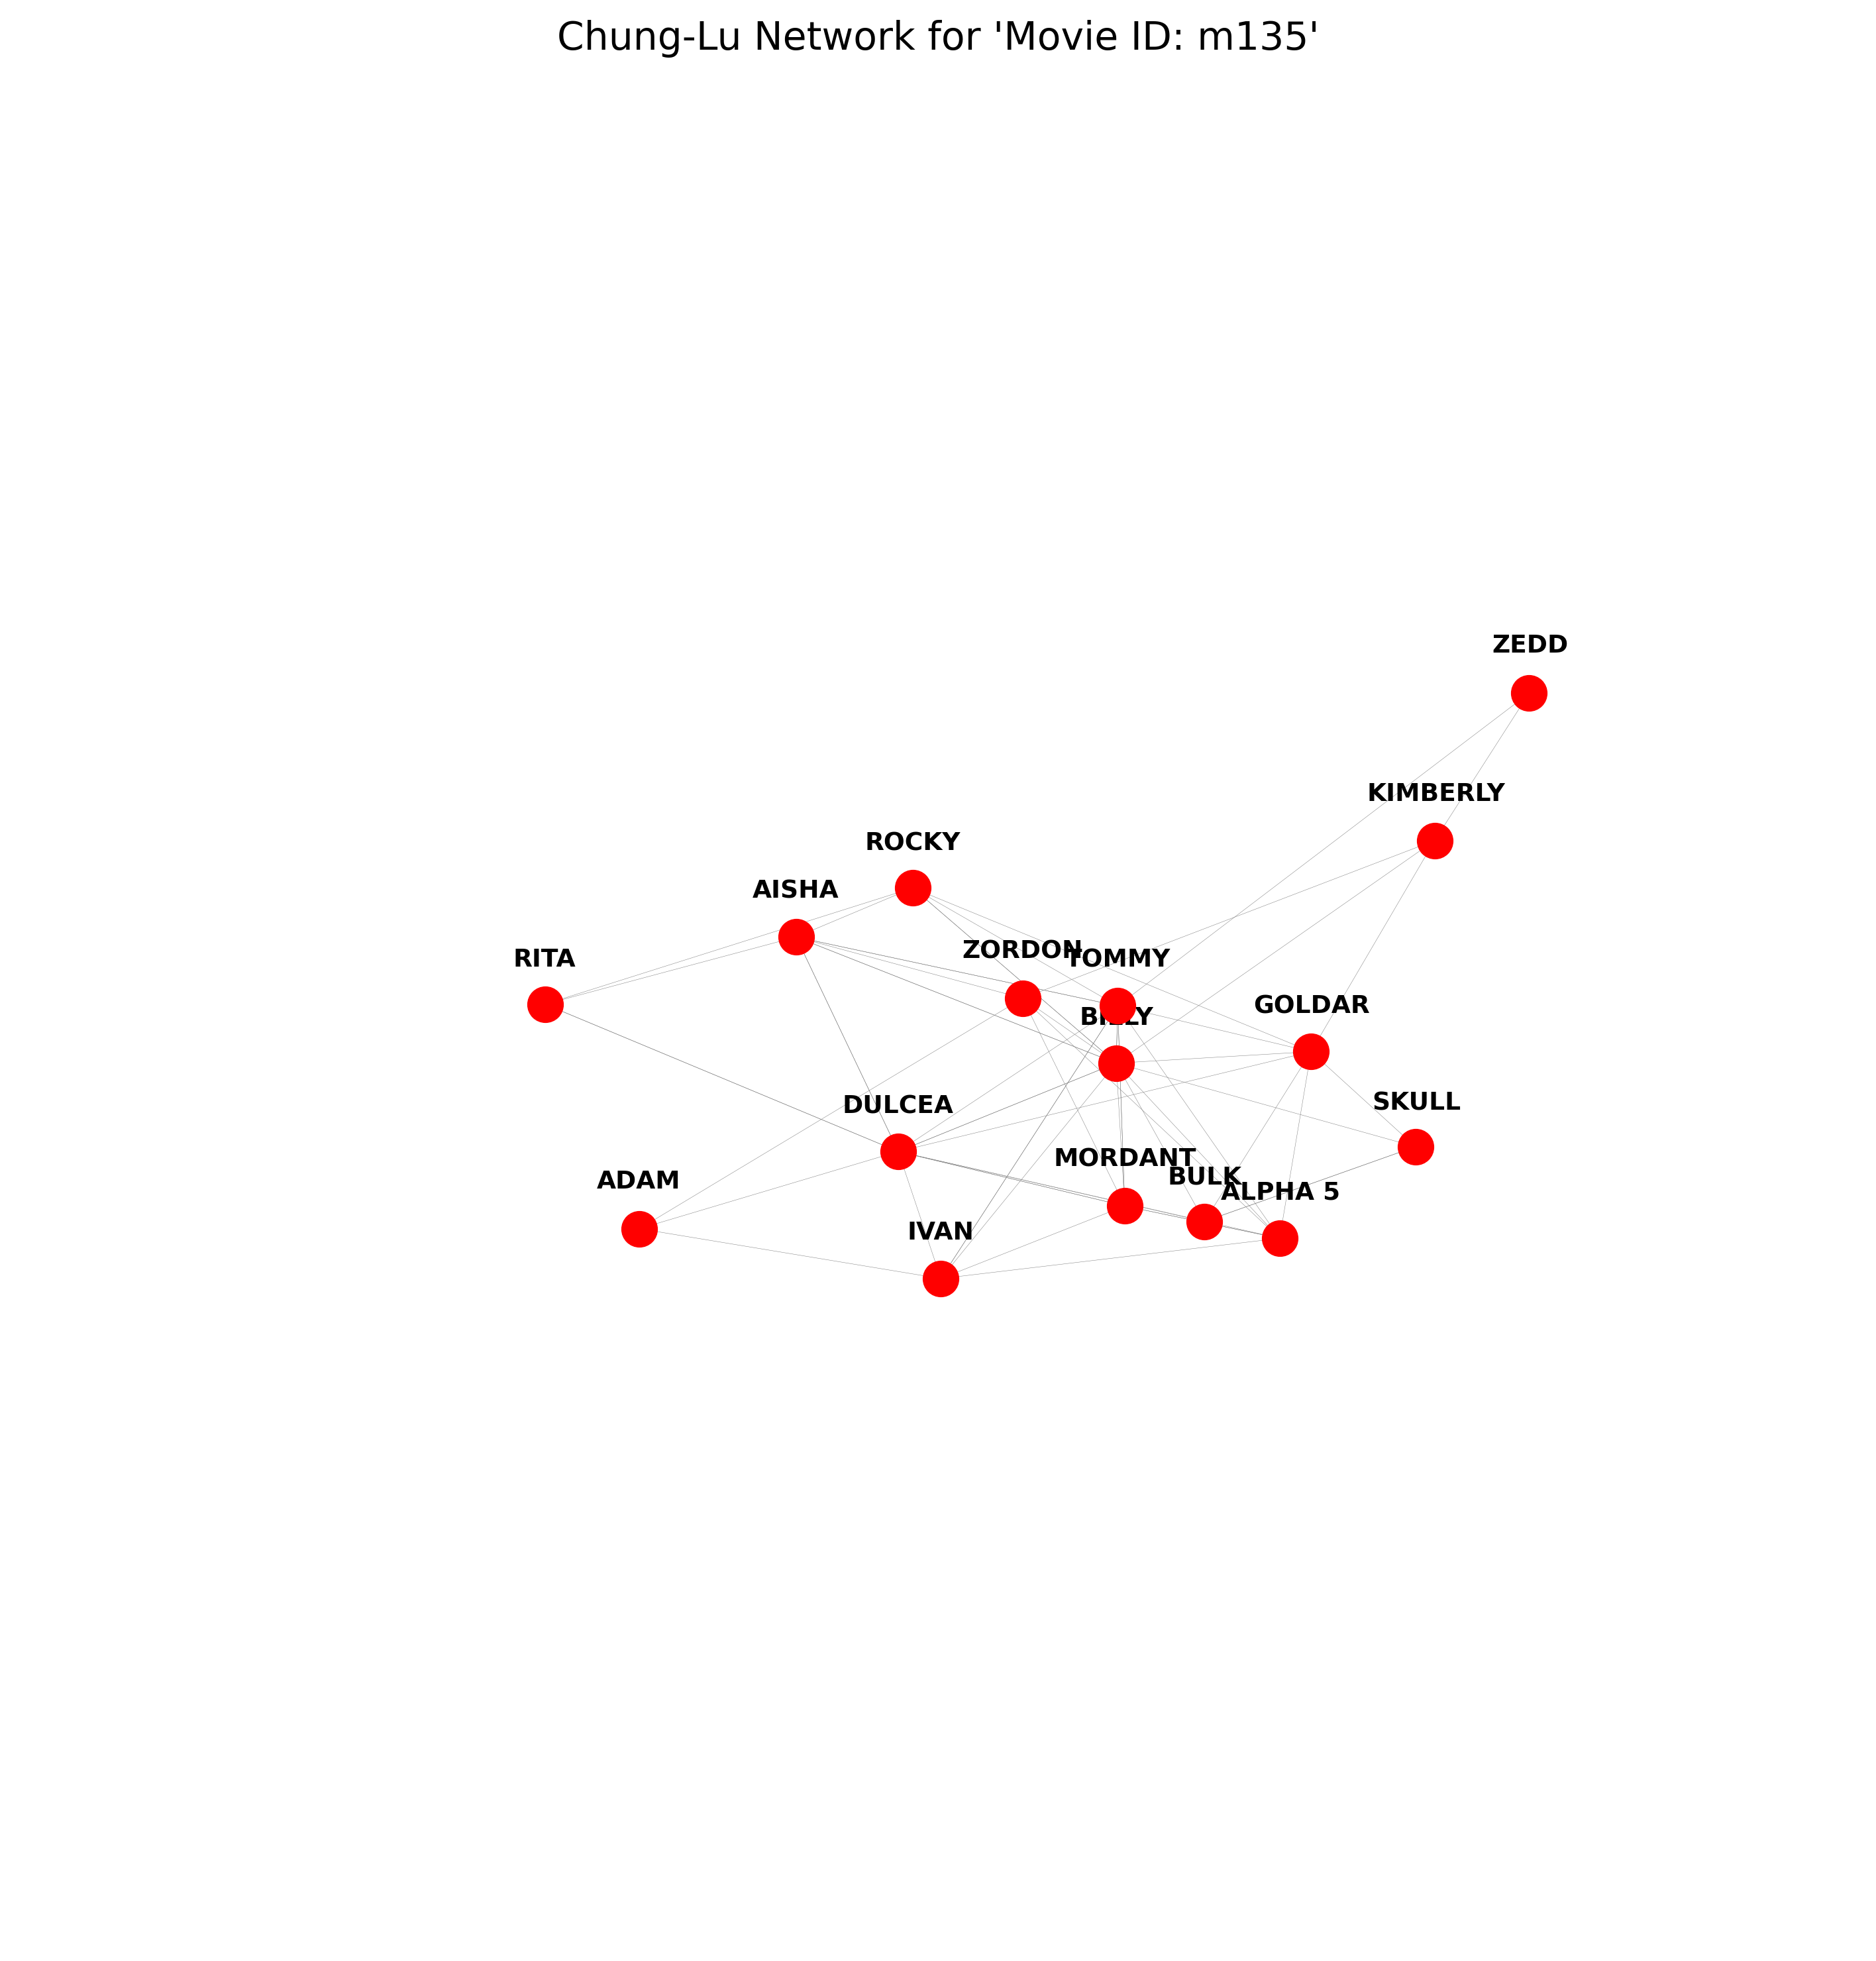 Chung-Lu Network for 'Movie ID: m135'
ZEDD
KIMBERLY
ROCKY
AISHA
ZORDON
TOMMY
RITA
GOLDAR
BILLY
SKULL
DULCEA
MORDANT
BULK
ADAM
ALPHA 5
IVAN